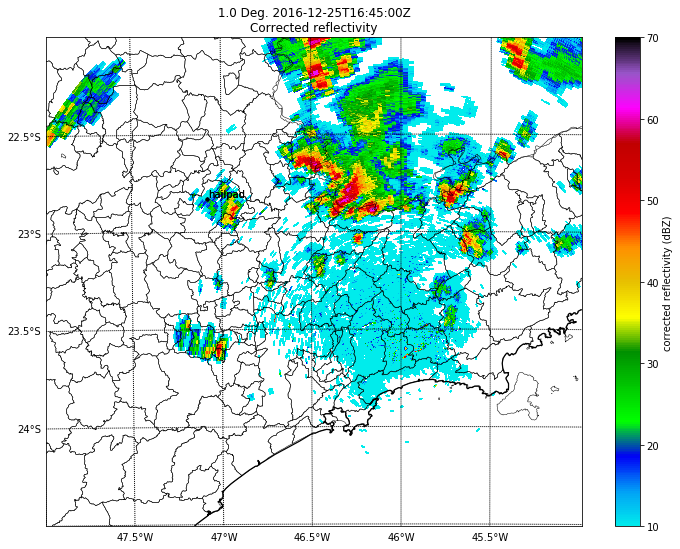 1.0 Deg. 2016-12-25T16:45:00Z
Corrected reflectivity
70
60
50
40
30
20
10
corrected reflectivity (dBZ)
22.5°S
23°S
23.5°S
24°S
hailpad
47.5°W
47°W
46.5°W
46°W
45.5°W